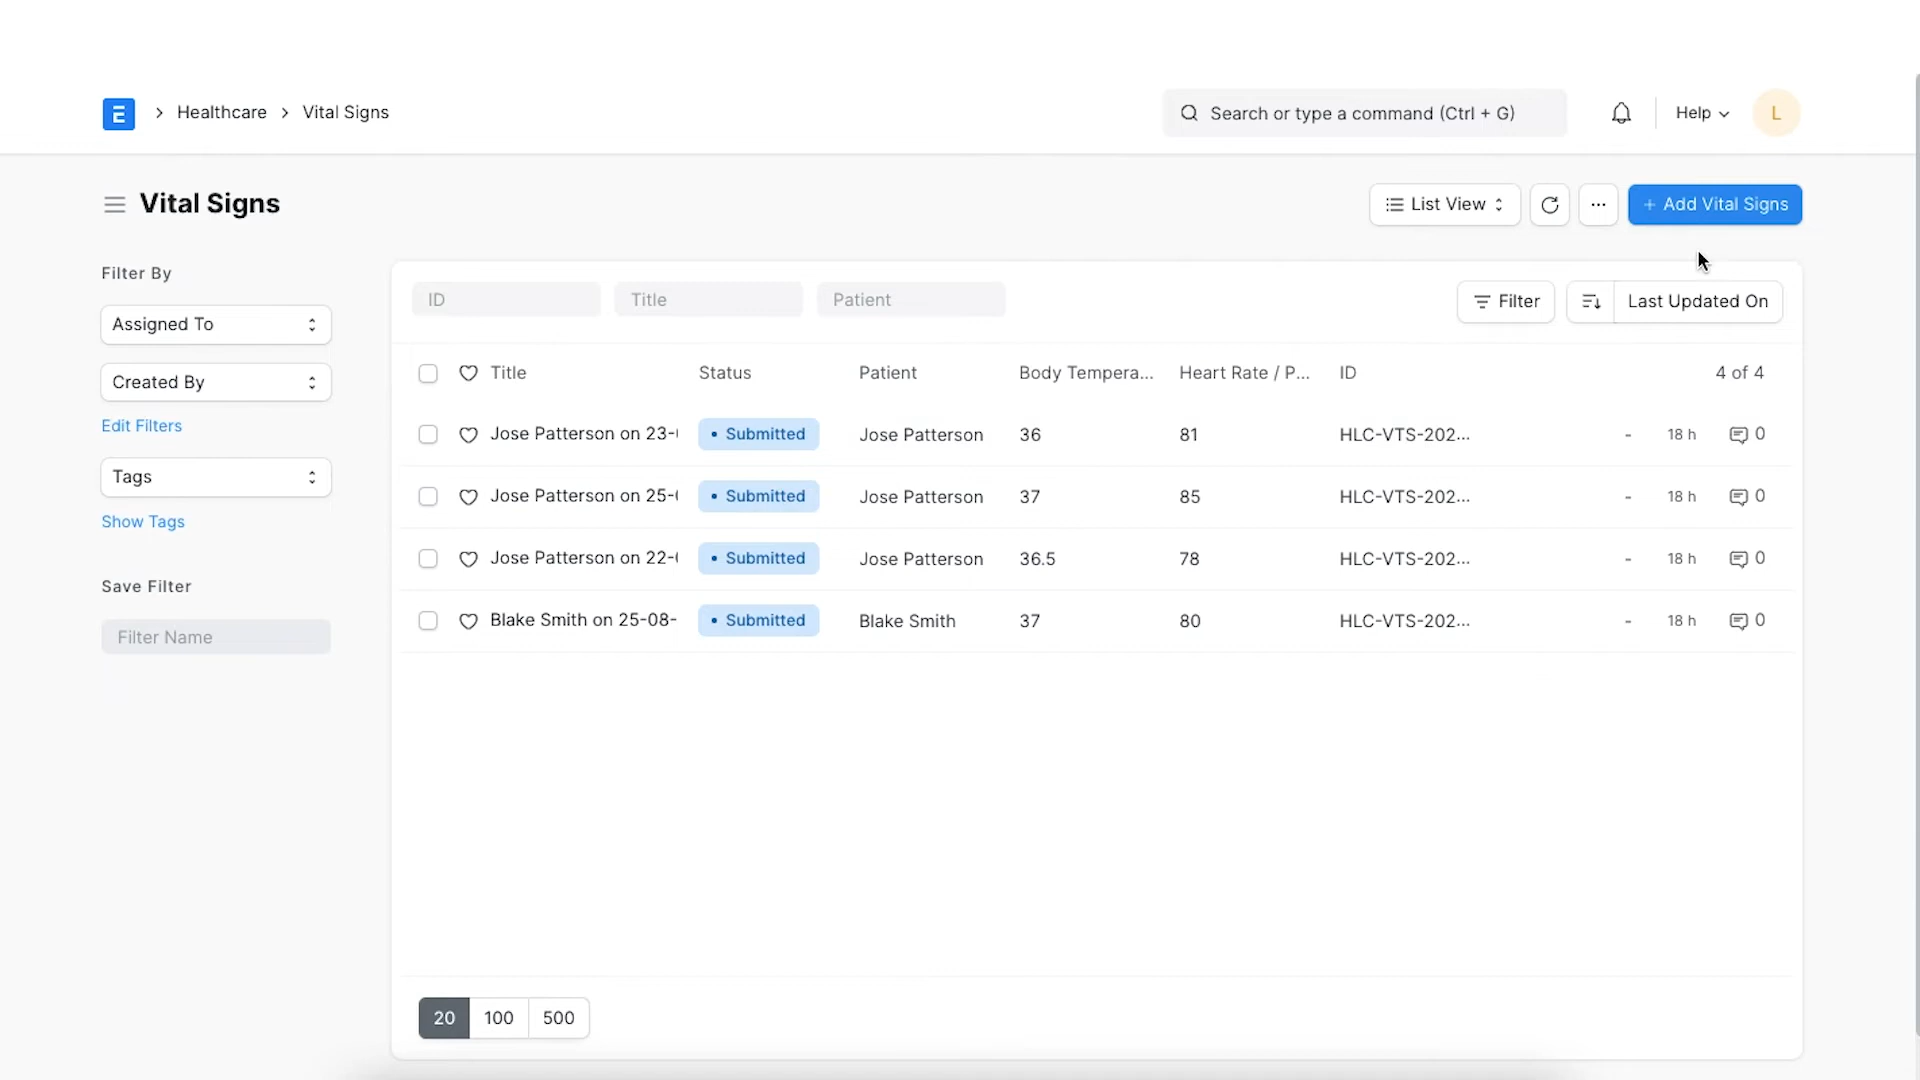 E > Healthcare > Vital Signs
Search or type a command (Ctrl + G)
Help
L
Vital Signs
List View
...
+ Add Vital Signs
Filter By
Assigned To
Created By
Edit Filters
Tags
Show Tags
Save Filter
Filter Name
ID Title Patient
Filter
Last Updated On
Title Status Patient Body Tempera... Heart Rate / P... ID 4 of 4
Jose Patterson on 23- • Submitted Jose Patterson 36 81 HLC-VTS-202... - 18 h 0
Jose Patterson on 25- • Submitted Jose Patterson 37 85 HLC-VTS-202... - 18 h 0
Jose Patterson on 22- • Submitted Jose Patterson 36.5 78 HLC-VTS-202... - 18 h 0
Blake Smith on 25-08- • Submitted Blake Smith 37 80 HLC-VTS-202... - 18 h 0
20 100 500